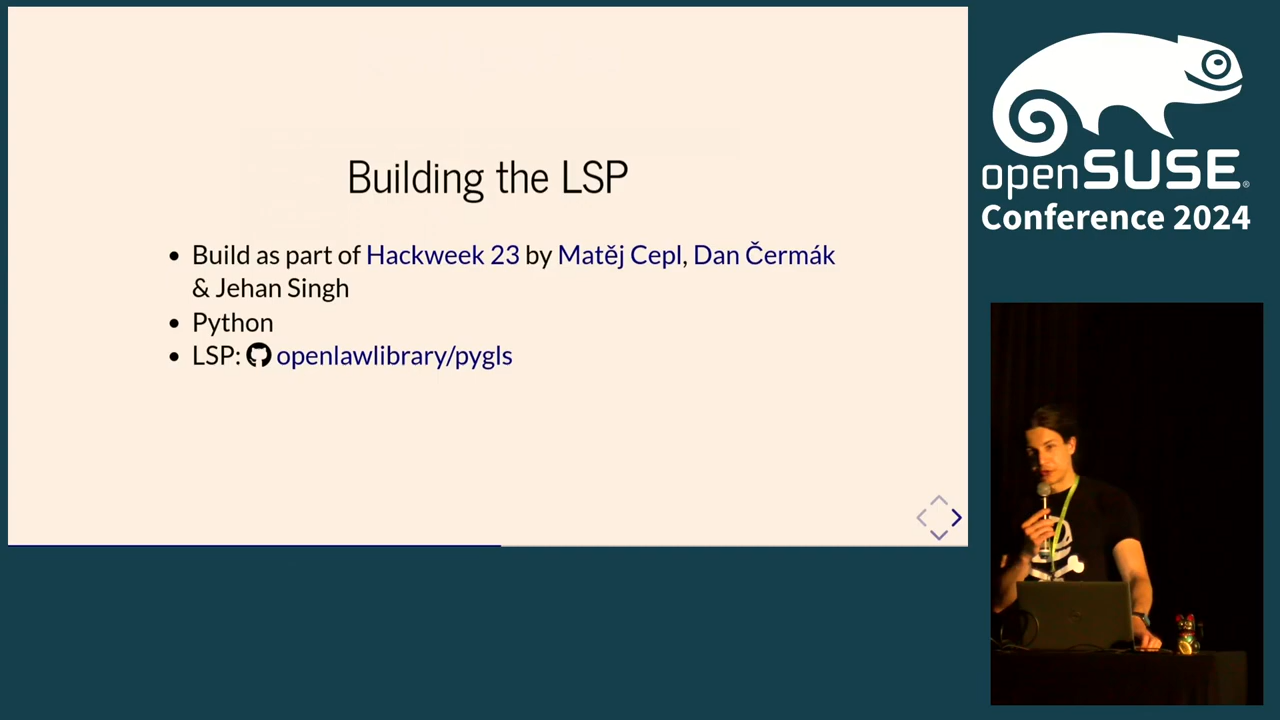 Building the LSP
• Build as part of Hackweek 23 by Matěj Cepl, Dan Čermák
& Jehan Singh
• Python
• LSP: openlawlibrary/pygls
openSUSE®
Conference 2024